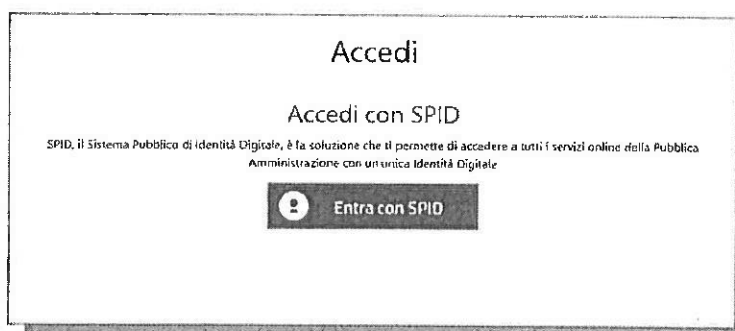 Accedi
Accedi con SPID
SPID, il Sistema Pubblico di Identità Digitale, è la soluzione che ti permette di accedere a tutti i servizi online della Pubblica
Amministrazione con un'unica Identità Digitale
Entra con SPID